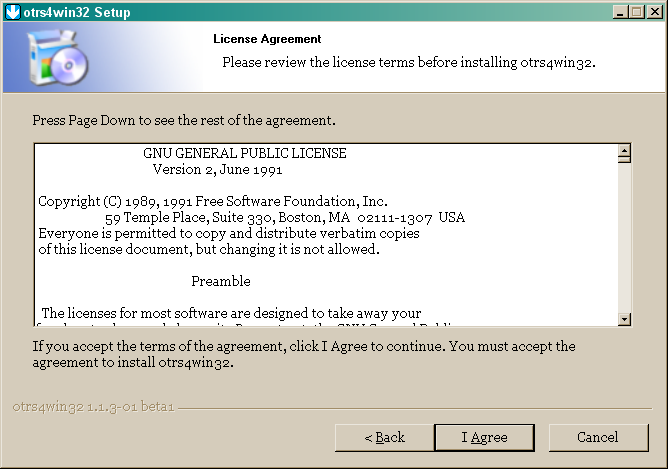 otrs4win32 Setup
License Agreement
Please review the license terms before installing otrs4win32.
Press Page Down to see the rest of the agreement.
GNU GENERAL PUBLIC LICENSE
Version 2, June 1991
Copyright (C) 1989, 1991 Free Software Foundation, Inc.
59 Temple Place, Suite 330, Boston, MA 02111-1307 USA
Everyone is permitted to copy and distribute verbatim copies
of this license document, but changing it is not allowed.
Preamble
The licenses for most software are designed to take away your
If you accept the terms of the agreement, click I Agree to continue. You must accept the
agreement to install otrs4win32.
otrs4win32 1.1.3-01 beta1
< Back
I Agree
Cancel